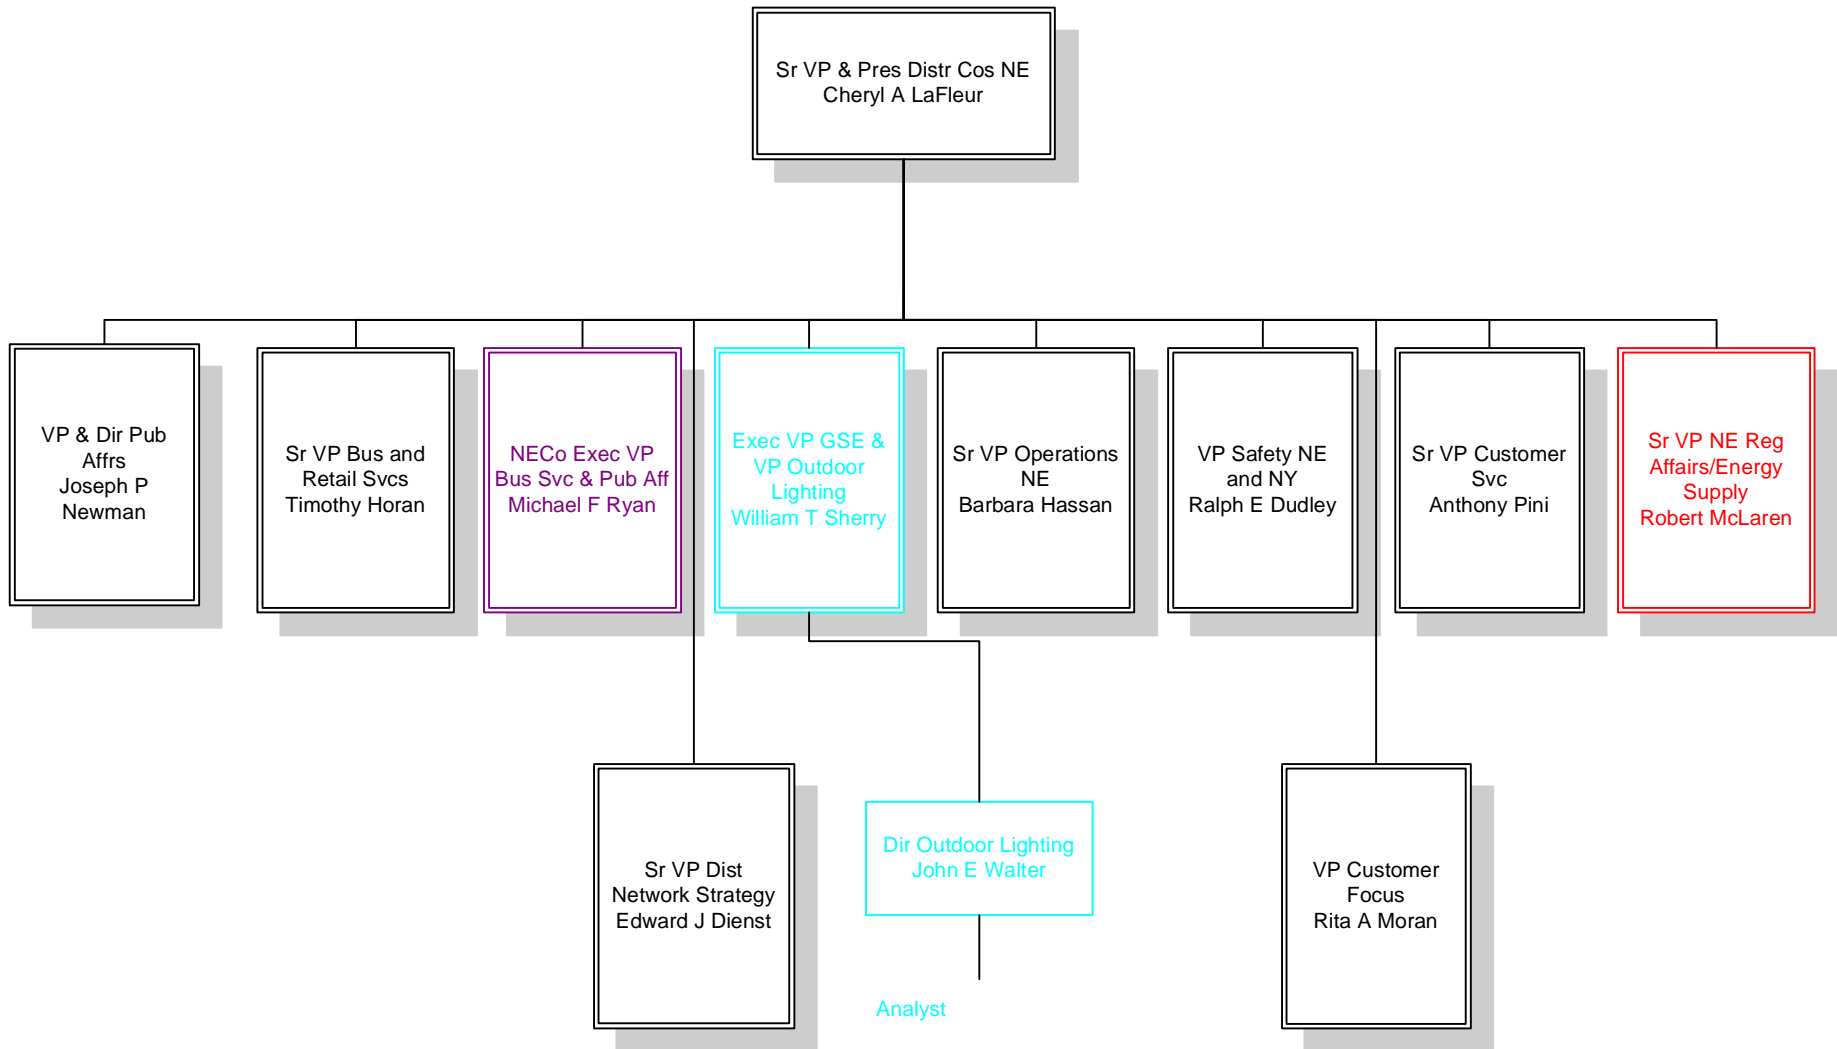 Sr VP & Pres Distr Cos NE
Cheryl A LaFleur
VP & Dir Pub
Affrs
Joseph P
Newman
Sr VP Bus and
Retail Svcs
Timothy Horan
NECo Exec VP
Bus Svc & Pub Aff
Michael F Ryan
Exec VP GSE &
VP Outdoor
Lighting
William T Sherry
Sr VP Operations
NE
Barbara Hassan
VP Safety NE
and NY
Ralph E Dudley
Sr VP Customer
Svc
Anthony Pini
Sr VP NE Reg
Affairs/Energy
Supply
Robert McLaren
Sr VP Dist
Network Strategy
Edward J Dienst
Dir Outdoor Lighting
John E Walter
Analyst
VP Customer
Focus
Rita A Moran